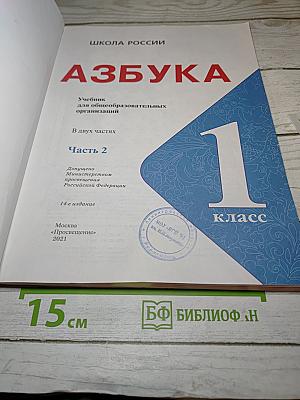 ШКОЛА РОССИИ
АЗБУКА
Учебник
для общеобразовательных
организаций
В двух частях
Часть 2
Допущено
Министерством
просвещения
Российской Федерации
14-е издание
1
класс
Москва
«Просвещение»
2021
15 см
БФ БИБЛИОФ